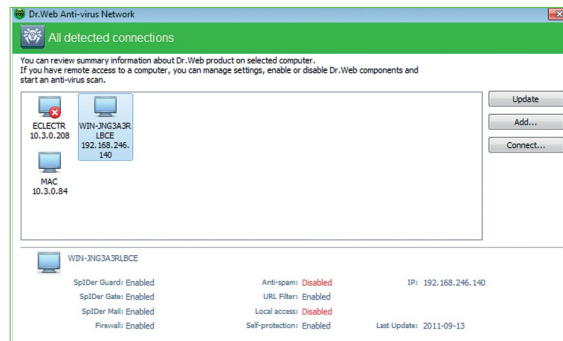 Dr.Web Anti-virus Network
All detected connections
You can review summary information about Dr.Web product on selected computer.
If you have remote access to a computer, you can manage settings, enable or disable Dr.Web components and
start an anti-virus scan.
ECLECTR
10.3.0.208
WIN-JNG3A3R
LBCE
192.168.246.
140
MAC
10.3.0.84
Update
Add...
Connect...
WIN-JNG3A3RLBCE
SpIDer Guard: Enabled Anti-spam: Disabled IP: 192.168.246.140
SpIDer Gate: Enabled URL Filter: Enabled
SpIDer Mail: Enabled Local access: Disabled
Firewall: Enabled Self-protection: Enabled Last Update: 2011-09-13